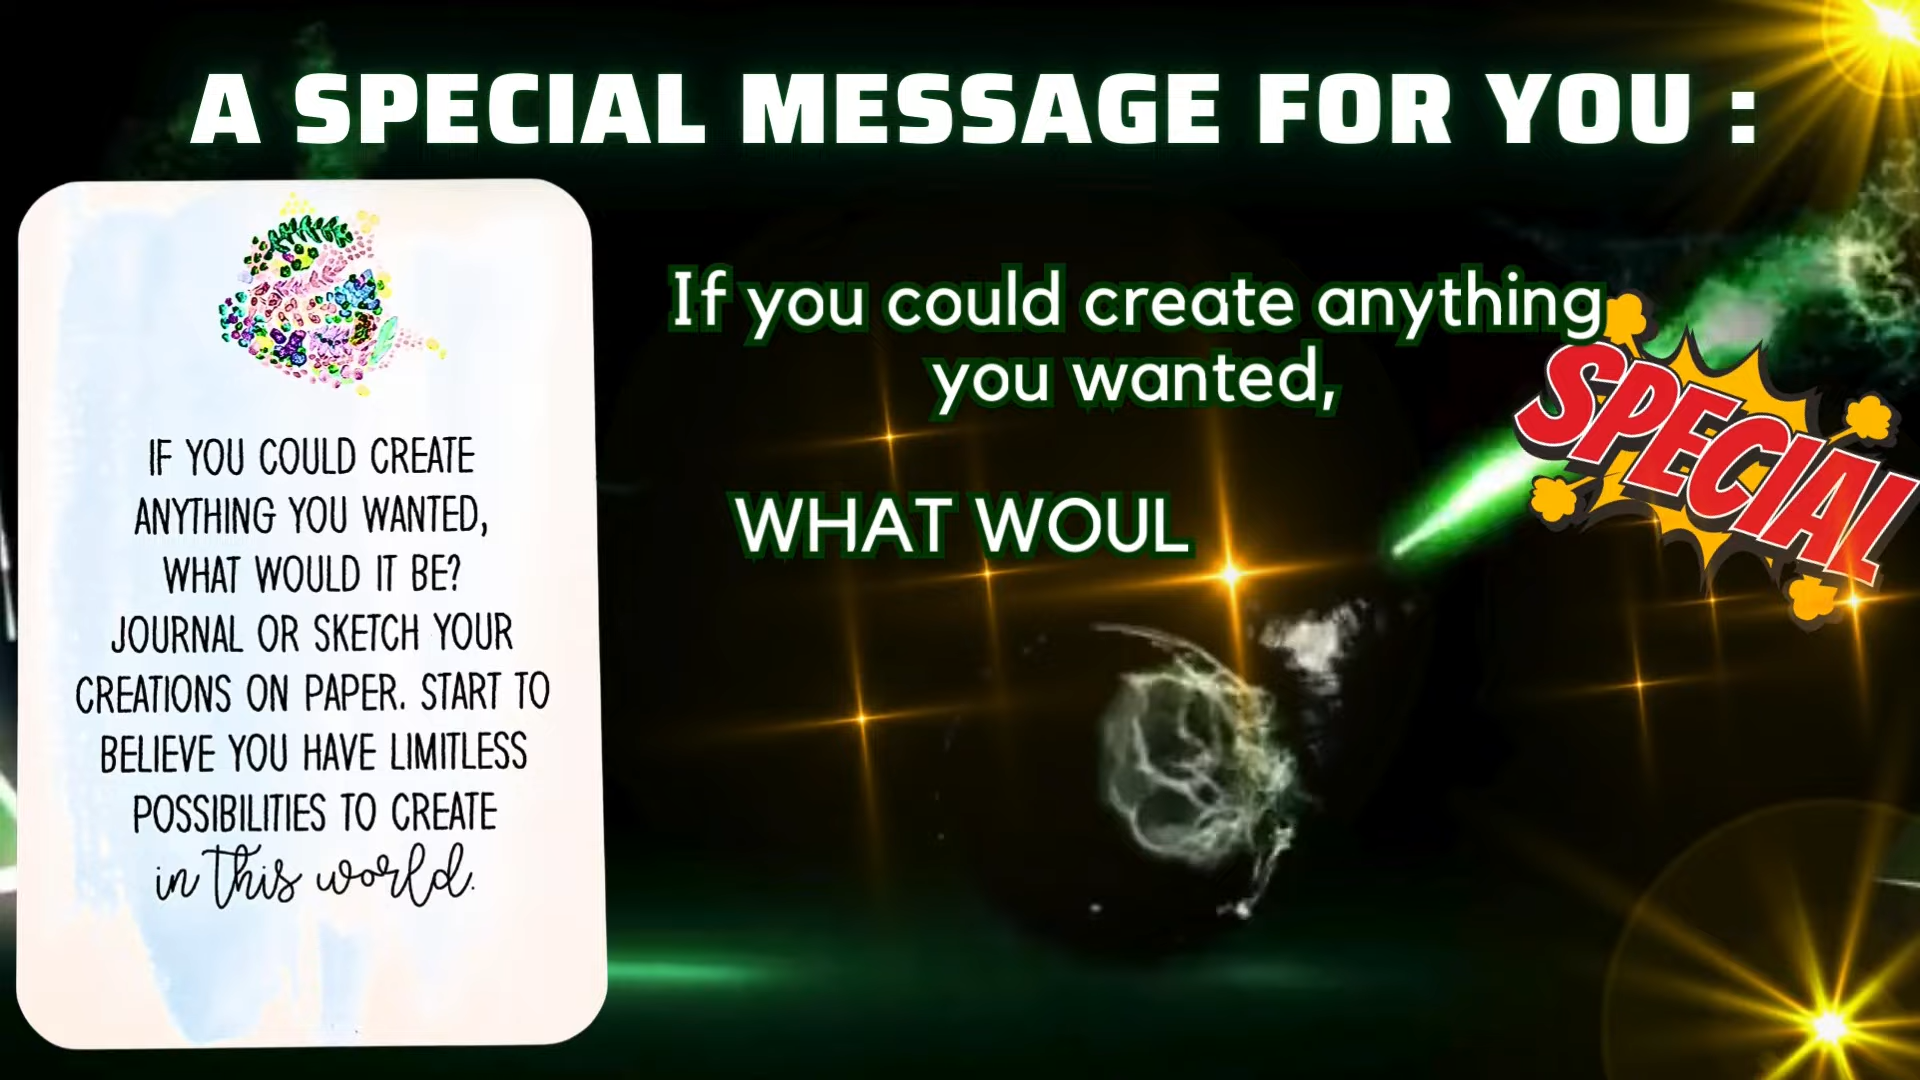 A SPECIAL MESSAGE FOR YOU :
IF YOU COULD CREATE
ANYTHING YOU WANTED,
WHAT WOULD IT BE?
JOURNAL OR SKETCH YOUR
CREATIONS ON PAPER. START TO
BELIEVE YOU HAVE LIMITLESS
POSSIBILITIES TO CREATE
in this world.
If you could create anything
you wanted,
WHAT WOUL
SPECIAL